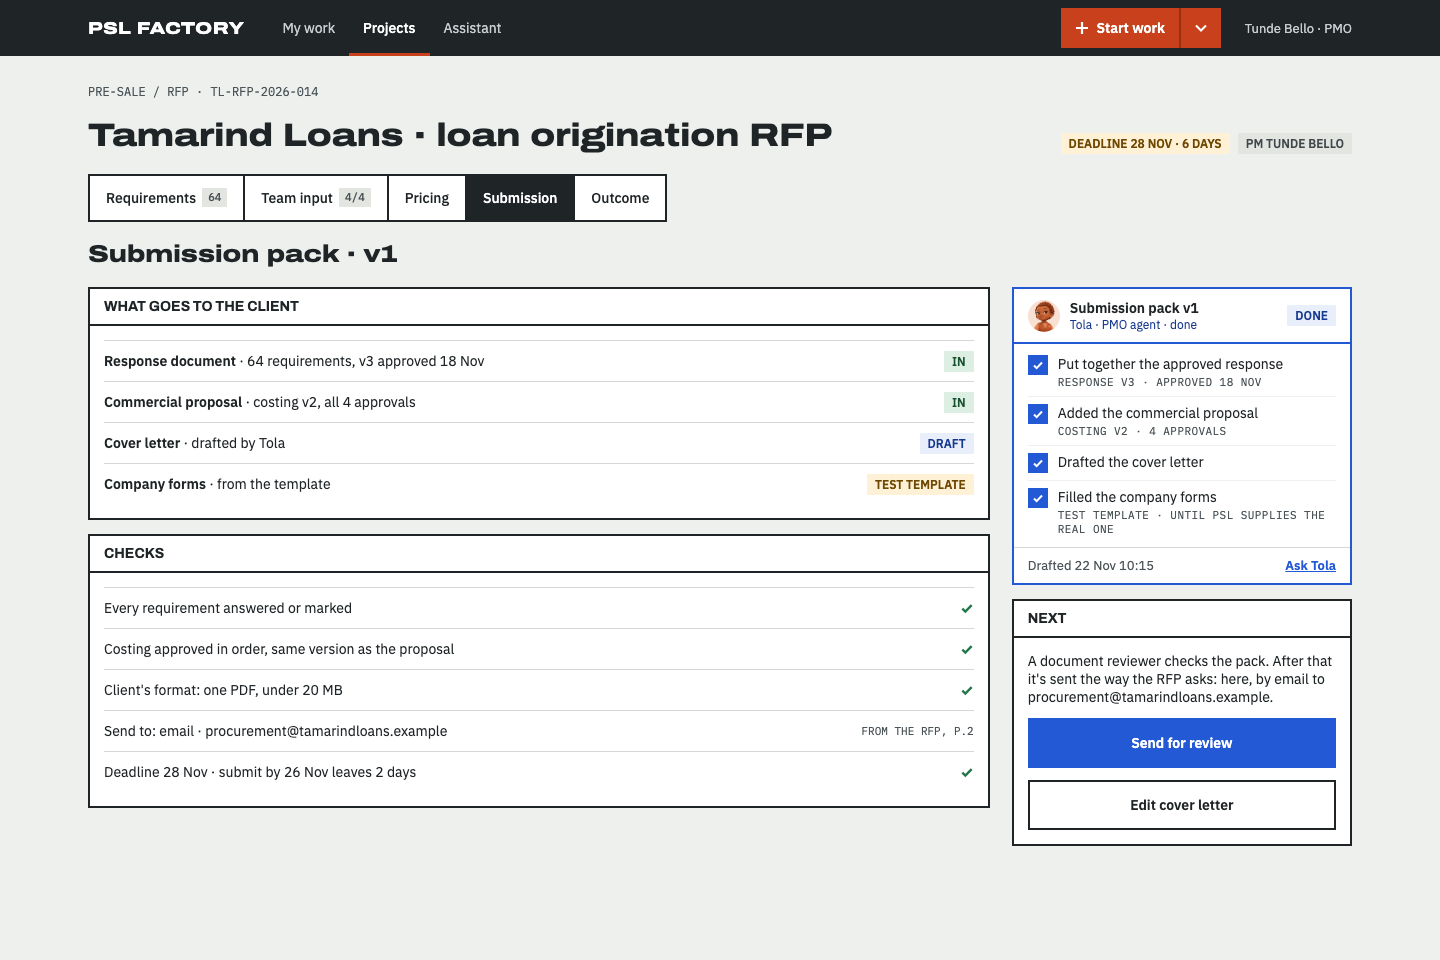 PSL FACTORY
My work
Projects
Assistant
Start work
Tunde Bello · PMO
PRE-SALE / RFP · TL-RFP-2026-014
Tamarind Loans · loan origination RFP
DEADLINE 28 NOV · 6 DAYS
PM TUNDE BELLO
Requirements 64
Team input 4/4
Pricing
Submission
Outcome
Submission pack · v1
WHAT GOES TO THE CLIENT
Response document · 64 requirements, v3 approved 18 Nov
IN
Commercial proposal · costing v2, all 4 approvals
IN
Cover letter · drafted by Tola
DRAFT
Company forms · from the template
TEST TEMPLATE
CHECKS
Every requirement answered or marked
Costing approved in order, same version as the proposal
Client's format: one PDF, under 20 MB
Send to: email · procurement@tamarindloans.example
FROM THE RFP, P.2
Deadline 28 Nov · submit by 26 Nov leaves 2 days
Submission pack v1
Tola · PMO agent · done
DONE
Put together the approved response
RESPONSE V3 · APPROVED 18 NOV
Added the commercial proposal
COSTING V2 · 4 APPROVALS
Drafted the cover letter
Filled the company forms
TEST TEMPLATE · UNTIL PSL SUPPLIES THE
REAL ONE
Drafted 22 Nov 10:15
Ask Tola
NEXT
A document reviewer checks the pack. After that
it's sent the way the RFP asks: here, by email to
procurement@tamarindloans.example.
Send for review
Edit cover letter